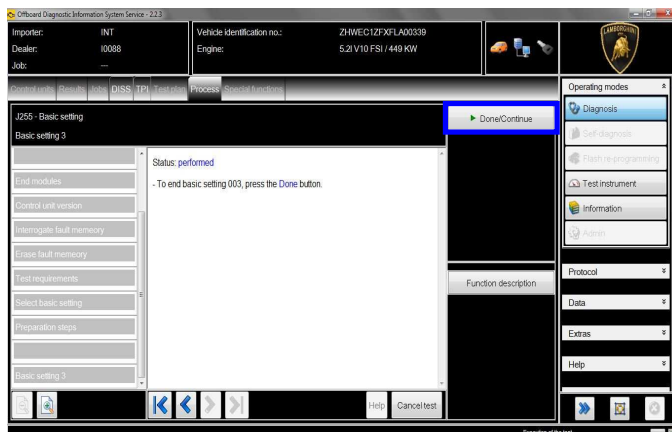 Offboard Diagnostic Information System Service - 2.2.3
Importer: INT
Dealer: I0088
Job: ---
Vehicle identification no.: ZHWEC1ZFXFLA00339
Engine: 5.2l V10 FSI / 449 KW
LAMBORGHINI
Control units Results Jobs DISS TPI Test plan Process Special functions
J255 - Basic setting
Basic setting 3
Done/Continue
End modules
Control unit version
Interrogate fault memeory
Erase fault memeory
Test requirements
Select basic setting
Preparation steps
Basic setting 3
Status: performed
- To end basic setting 003, press the Done button.
Function description
Help
Cancel test
Operating modes
Diagnosis
Self-diagnosis
Flash re-programming
Test instrument
Information
Admin
Protocol
Data
Extras
Help